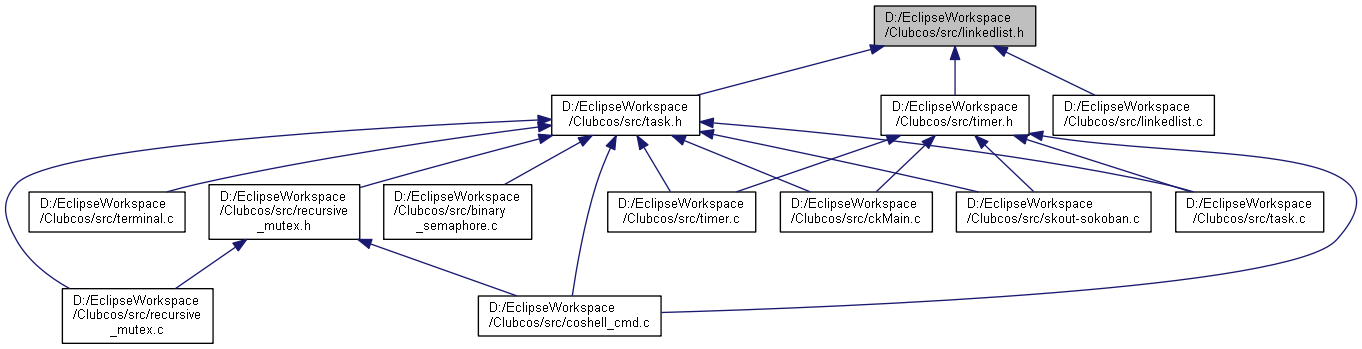 D:/EclipseWorkspace
/Clubcos/src/linkedlist.h
D:/EclipseWorkspace
/Clubcos/src/task.h
D:/EclipseWorkspace
/Clubcos/src/timer.h
D:/EclipseWorkspace
/Clubcos/src/linkedlist.c
D:/EclipseWorkspace
/Clubcos/src/terminal.c
D:/EclipseWorkspace
/Clubcos/src/recursive
_mutex.h
D:/EclipseWorkspace
/Clubcos/src/binary
_semaphore.c
D:/EclipseWorkspace
/Clubcos/src/timer.c
D:/EclipseWorkspace
/Clubcos/src/ckMain.c
D:/EclipseWorkspace
/Clubcos/src/skout-sokoban.c
D:/EclipseWorkspace
/Clubcos/src/task.c
D:/EclipseWorkspace
/Clubcos/src/recursive
_mutex.c
D:/EclipseWorkspace
/Clubcos/src/coshell_cmd.c